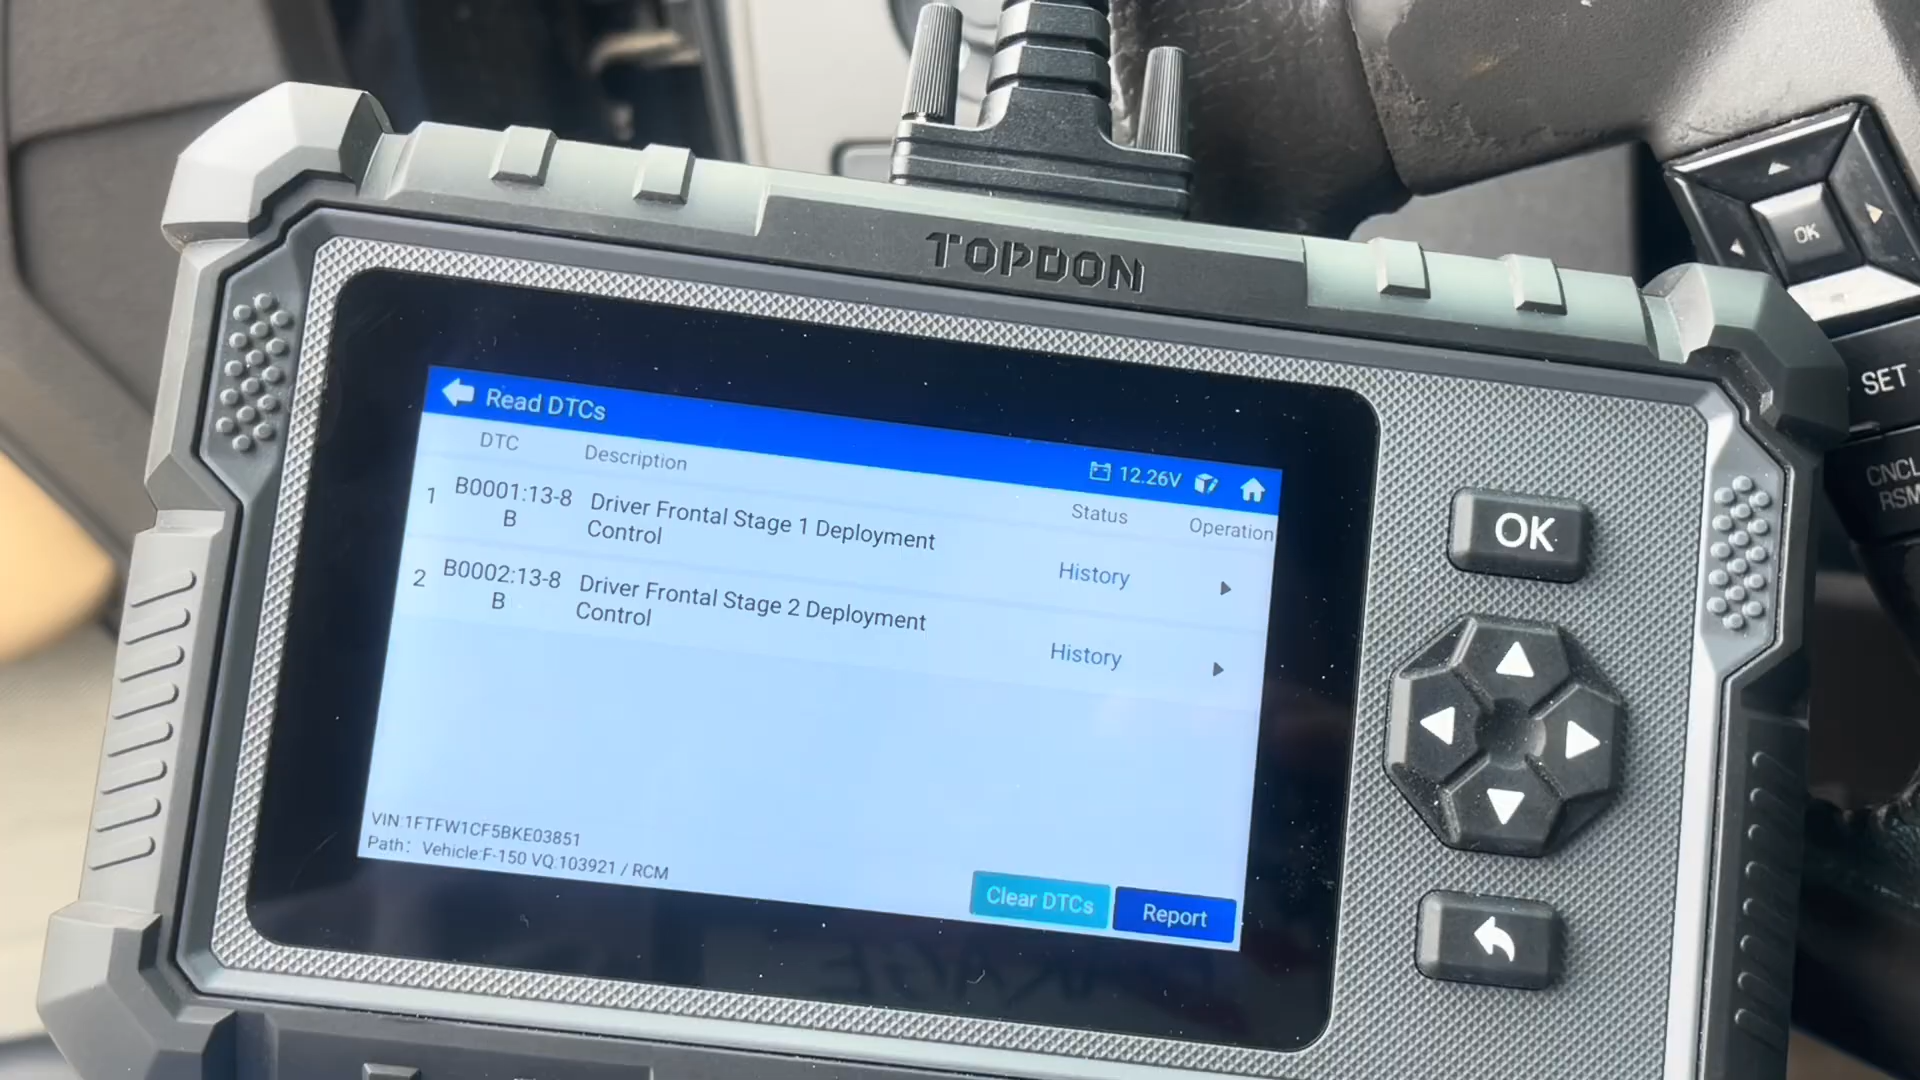 TOPDON
OK
SET
CNCL
RSM
Read DTCs
12.26V
DTC Description Status Operation
1 B0001:13-8B Driver Frontal Stage 1 Deployment Control History
2 B0002:13-8B Driver Frontal Stage 2 Deployment Control History
VIN:1FTFW1CF5BKE03851
Path: Vehicle:F-150 VQ:103921 / RCM
Clear DTCs Report
OK